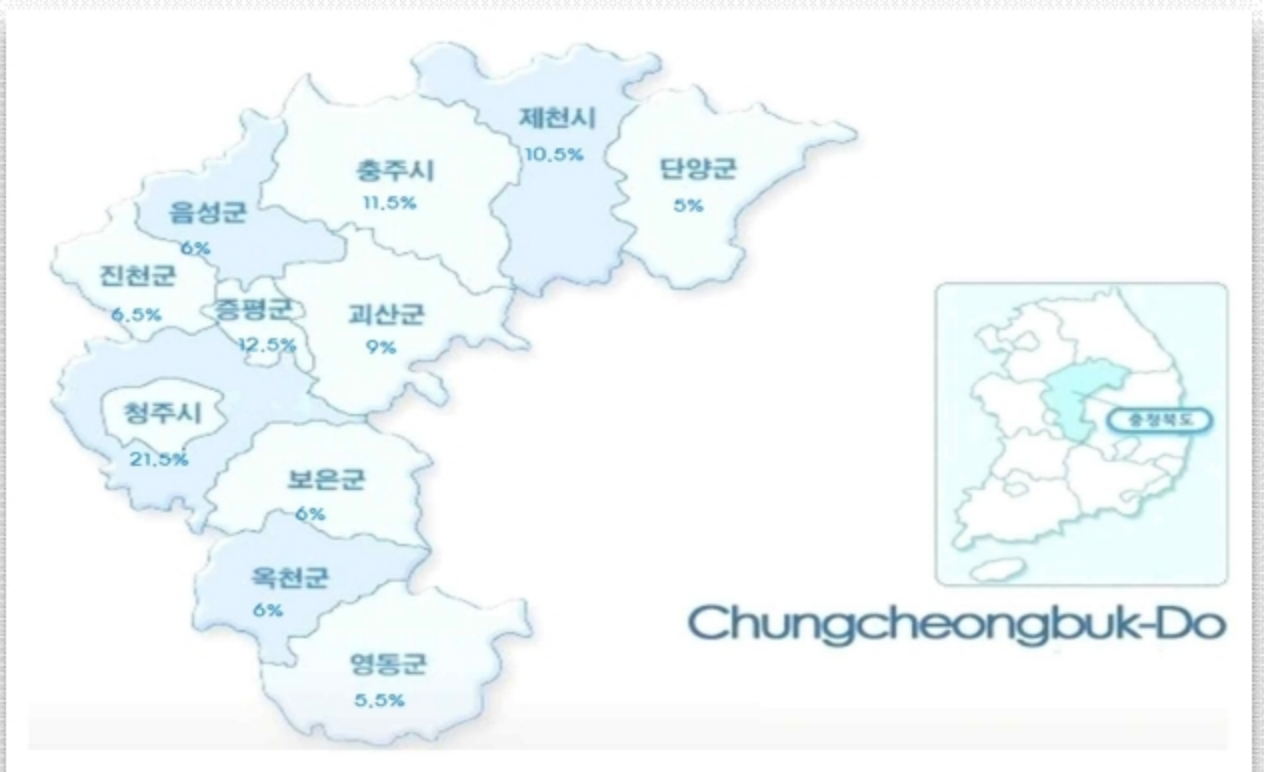 제천시
10.5%
단양군
5%
충주시
11.5%
음성군
6%
진천군
6.5%
증평군
12.5%
괴산군
9%
청주시
21.5%
보은군
6%
옥천군
6%
영동군
5.5%
충청북도
Chungcheongbuk-Do